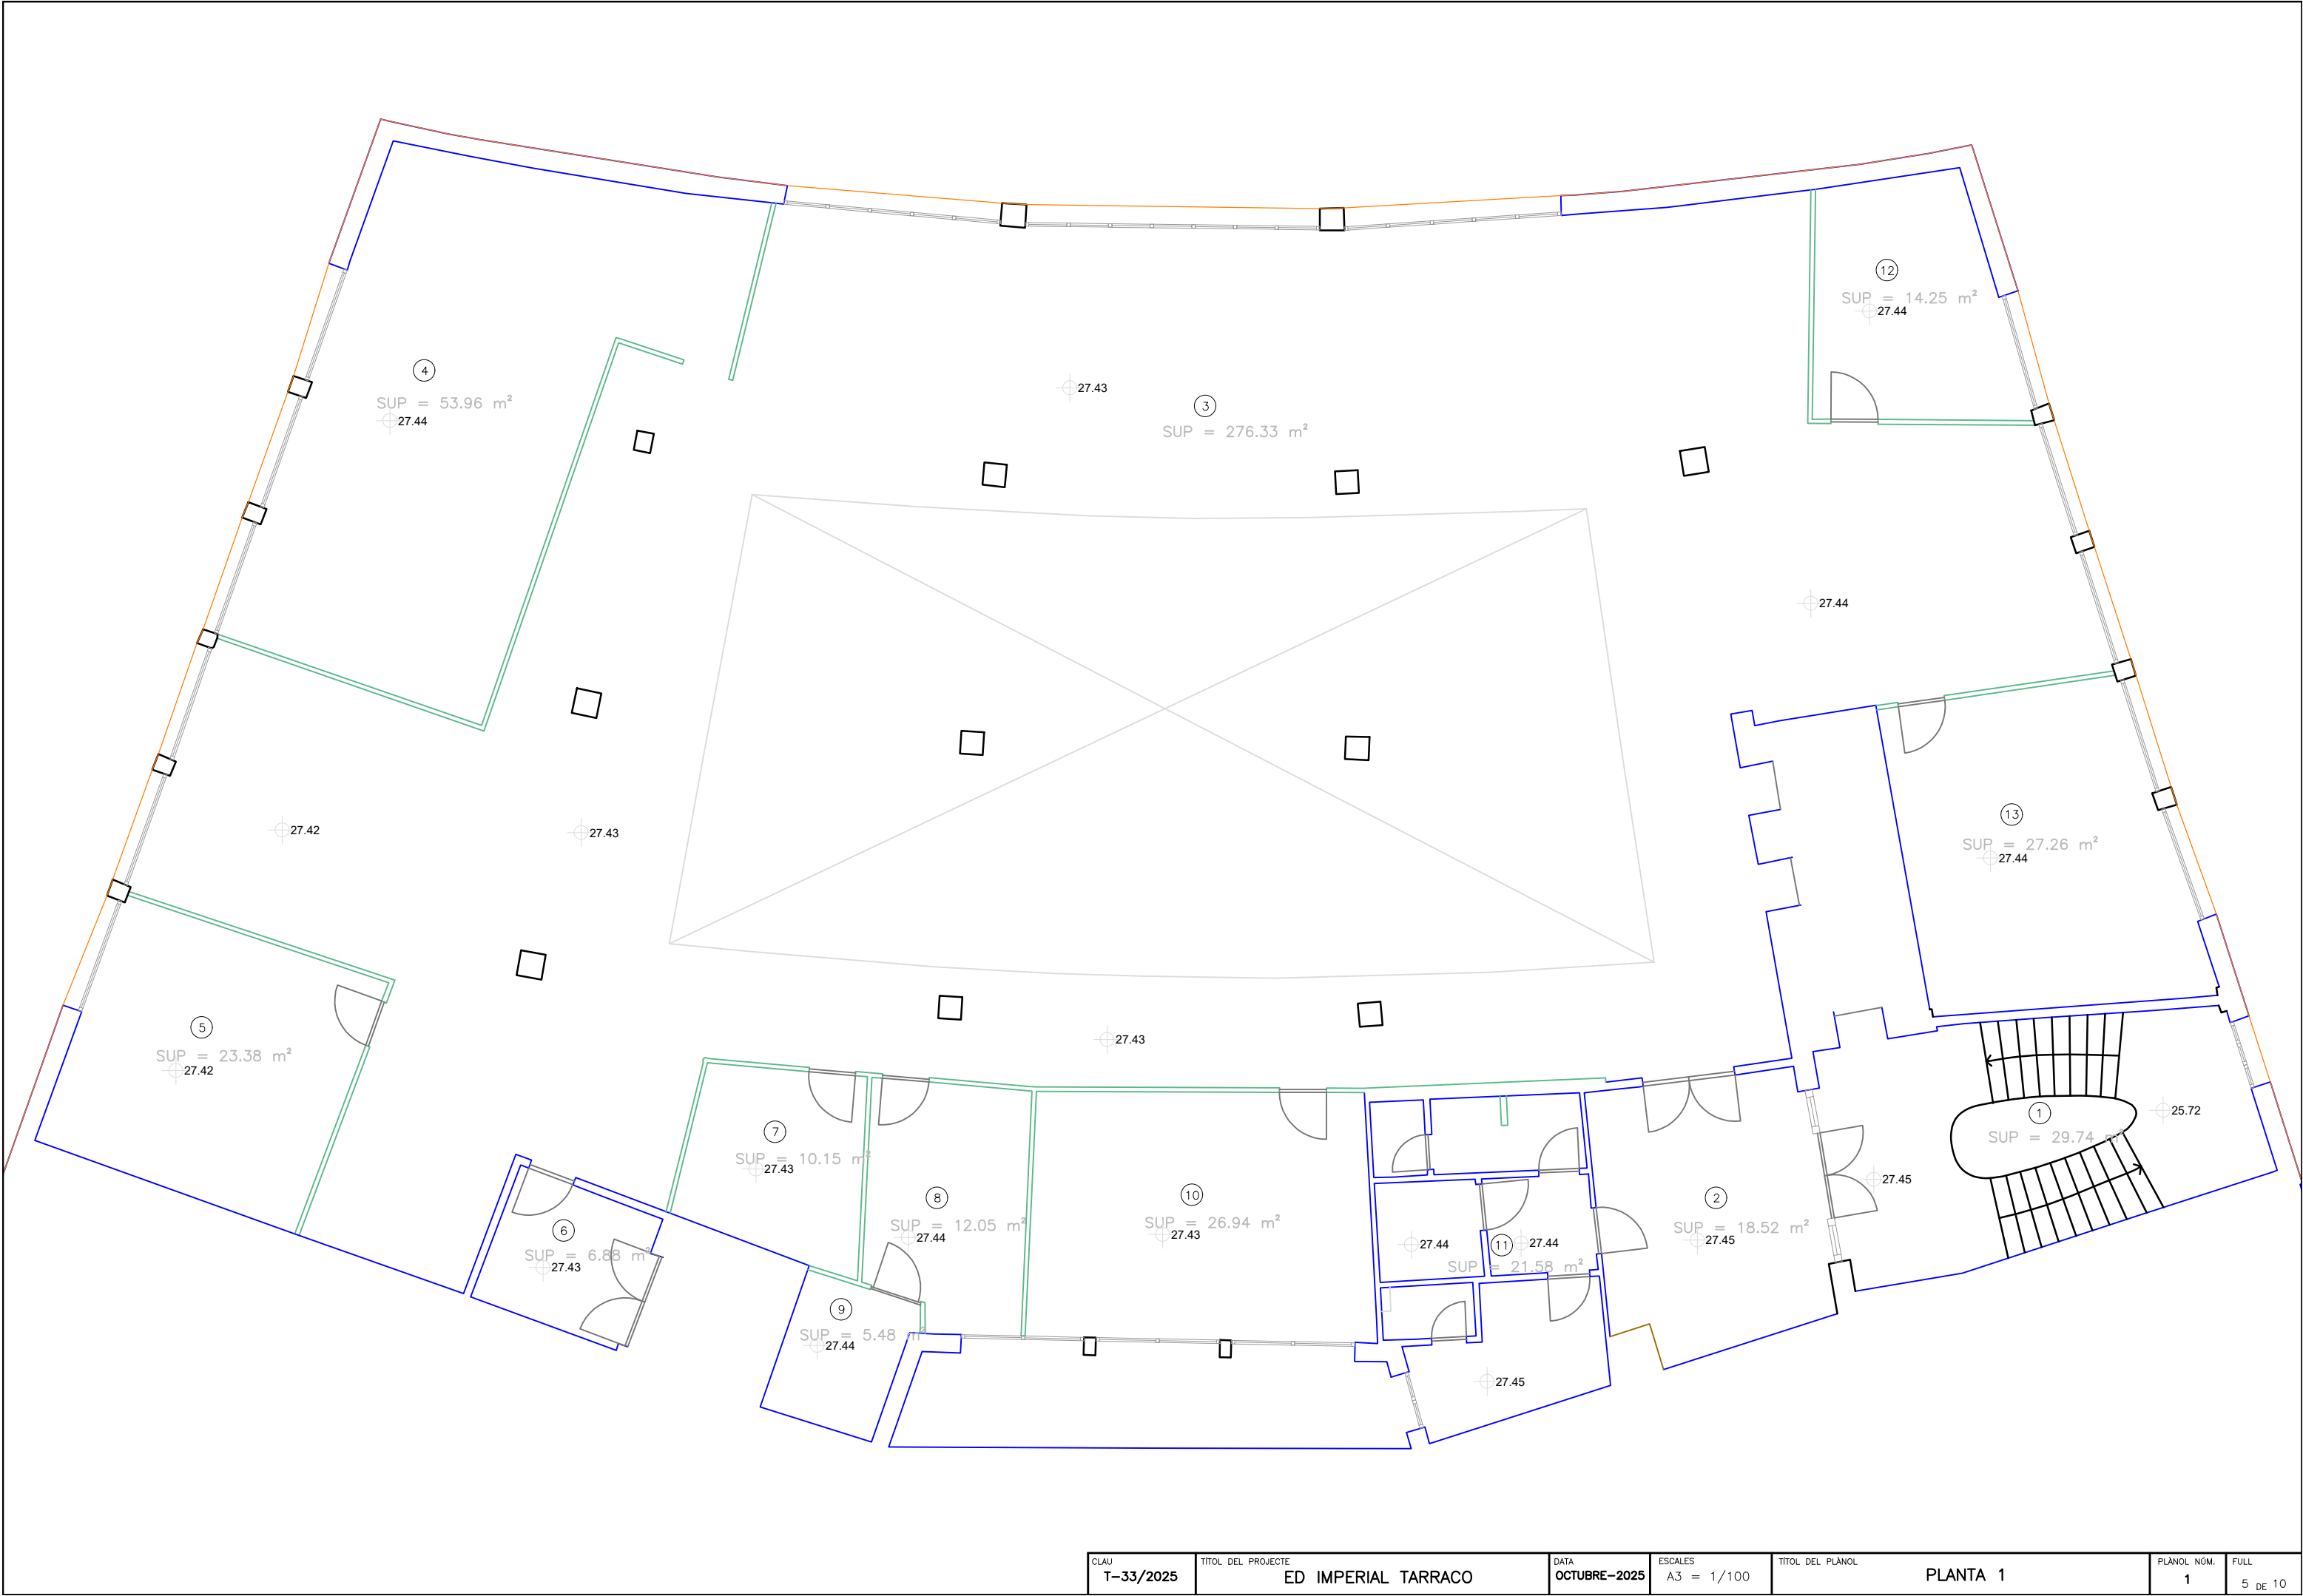 12
SUP = 14.25 m²
27.44
4
SUP = 53.96 m²
27.44
27.43
3
SUP = 276.33 m²
27.44
27.42
27.43
13
SUP = 27.26 m²
27.44
5
SUP = 23.38 m²
27.42
27.43
1
SUP = 29.74 m²
25.72
7
SUP = 10.15 m²
27.43
27.45
8
SUP = 12.05 m²
27.44
10
SUP = 26.94 m²
27.43
2
SUP = 18.52 m²
27.45
6
SUP = 6.88 m²
27.43
27.44
11
27.44
SUP = 21.58 m²
9
SUP = 5.48 m²
27.44
27.45
CLAU
T-33/2025
TÍTOL DEL PROJECTE
ED IMPERIAL TARRACO
DATA
OCTUBRE-2025
ESCALES
A3 = 1/100
TÍTOL DEL PLÀNOL
PLANTA 1
PLÀNOL NÚM.
1
FULL
5 DE 10